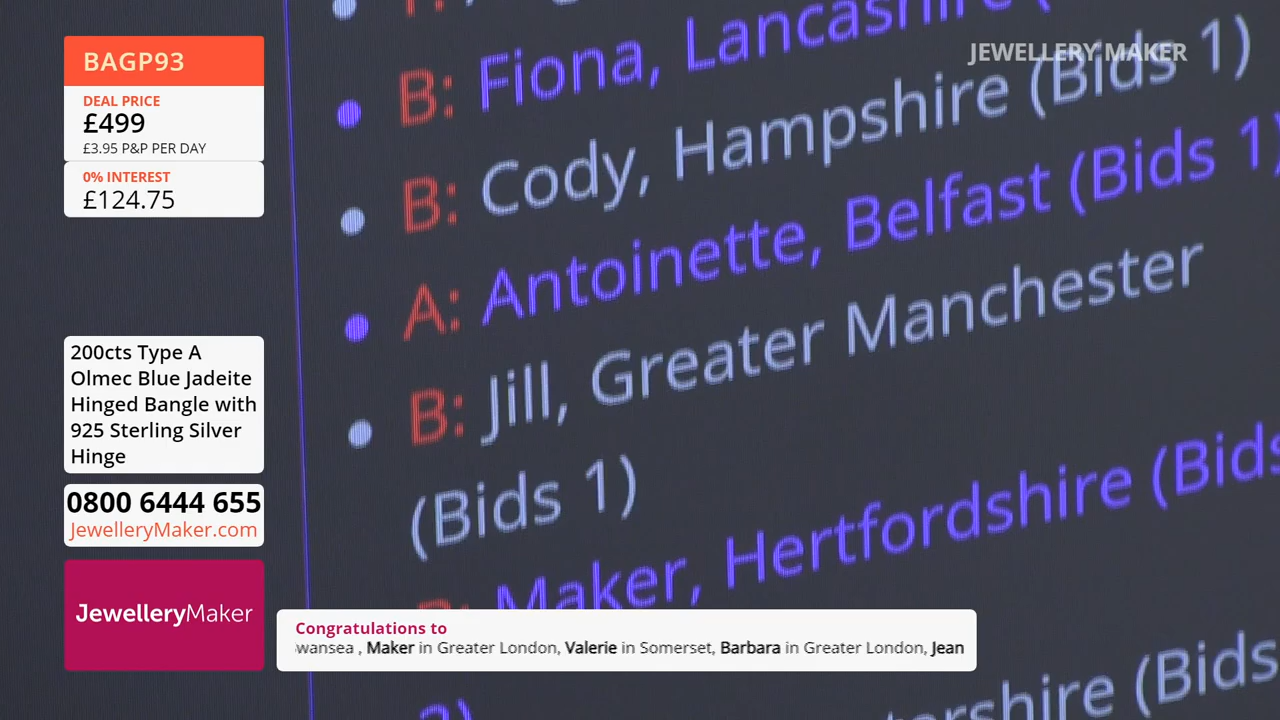 BAGP93
DEAL PRICE
£499
£3.95 P&P PER DAY
0% INTEREST
£124.75
200cts Type A
Olmec Blue Jadeite
Hinged Bangle with
925 Sterling Silver
Hinge
0800 6444 655
JewelleryMaker.com
JewelleryMaker
JEWELLERY MAKER
B: Fiona, Lancashire (
B: Cody, Hampshire (Bids 1)
A: Antoinette, Belfast (Bids 1)
B: Jill, Greater Manchester
(Bids 1)
Maker, Hertfordshire (Bids
2)
(Bids
Congratulations to
Maker in Greater London, Valerie in Somerset, Barbara in Greater London, Jean